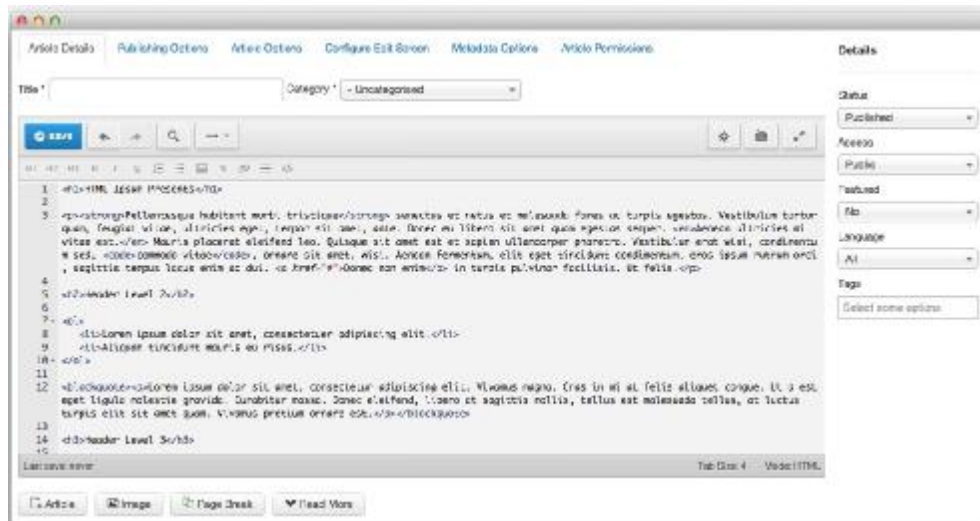 Article Details Publishing Options Article Options Configure Edit Screen Metadata Options Article Permissions
Title * Category * - Uncategorised
SAVE
1 <h1>HTML Ipsum Presents</h1>
2
3 <p><strong>Pellentesque habitant morbi tristique</strong> senectus et netus et malesuada fames ac turpis egestas. Vestibulum tortor
quam, feugiat vitae, ultricies eget, tempor sit amet, ante. Donec eu libero sit amet quam egestas semper. <em>Aenean ultricies mi
vitae est.</em> Mauris placerat eleifend leo. Quisque sit amet est et sapien ullamcorper pharetra. Vestibulum erat wisi, condimentu
m sed, <code>commodo vitae</code>, ornare sit amet, wisi. Aenean fermentum, elit eget tincidunt condimentum, eros ipsum rutrum orci
, sagittis tempus lacus enim ac dui. <a href="#">Donec non enim</a> in turpis pulvinar facilisis. Ut felis.</p>
4
5 <h2>Header Level 2</h2>
6
7 <ol>
8 <li>Lorem ipsum dolor sit amet, consectetuer adipiscing elit.</li>
9 <li>Aliquam tincidunt mauris eu risus.</li>
10 </ol>
11
12 <blockquote><p>Lorem ipsum dolor sit amet, consectetur adipiscing elit. Vivamus magna. Cras in mi at felis aliquet congue. Ut a est
eget ligula molestie gravida. Curabitur massa. Donec eleifend, libero at sagittis mollis, tellus est malesuada tellus, at luctus
turpis elit sit amet quam. Vivamus pretium ornare est.</p></blockquote>
13
14 <h3>Header Level 3</h3>
15
Last save: never Tab Size: 4 Mode: HTML
Article Image Page Break Read More
Details
Status
Published
Access
Public
Featured
No
Language
All
Tags
Select some options